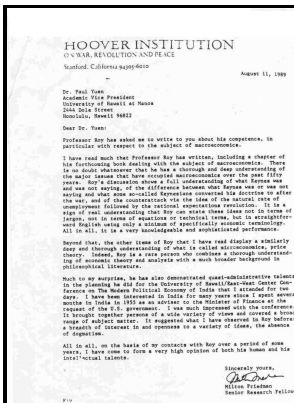 HOOVER INSTITUTION
ON WAR, REVOLUTION AND PEACE
Stanford, California 94305-6010
August 11, 1989
Dr. Paul Yuen
Academic Vice President
University of Hawaii at Manoa
2444 Dole Street
Honolulu, Hawaii 96822
Dear Dr. Yuen:
Professor Roy has asked me to write to you about his competence, in
particular with respect to the subject of macroeconomics.
I have read much that Professor Roy has written, including a chapter of
his forthcoming book dealing with the subject of macroeconomics. There
is no doubt whatsoever that he has a thorough and deep understanding of
the major issues that have occupied macroeconomics over the past fifty
years. Roy's discussion shows a full understanding of what Keynes was
and was not saying, of the difference between what Keynes was or was not
saying and what some so-called Keynesians converted his doctrine to after
the war, and of the counterattack via the idea of the natural rate of
unemployment followed by the rational expectations revolution. It is a
sign of real understanding that Roy can state these ideas not in terms of
jargon, not in terms of equations or technical terms, but in straightfor-
ward English using only a minimum of specifically economic terminology.
All in all, it is a very knowledgeable and sophisticated performance.
Beyond that, the other items of Roy that I have read display a similarly
deep and thorough understanding of what is called microeconomics, price
theory. Indeed, Roy is a rare person who combines a thorough understand-
ing of economic theory and analysis with a much broader background in
philosophical literature.
Much to my surprise, he has also demonstrated quasi-administrative talents
in the planning he did for the University of Hawaii/East-West Center Con-
ference on The Modern Political Economy of India that I attended for two
days. I have been interested in India for many years since I spent several
months in India in 1955 as an adviser to the Minister of Finance at the
request of the U.S. government. I was much impressed with the conference.
It brought together persons of a wide variety of views and covered a broad
range of subject matter. It suggested what I have observed in Roy before,
a breadth of interest in and openness to a variety of ideas, the absence
of dogmatism.
All in all, on the basis of my contacts with Roy over a period of some
years, I have come to form a very high opinion of both his human and his
intellectual talents.
Sincerely yours,
Milton Friedman
Senior Research Fellow